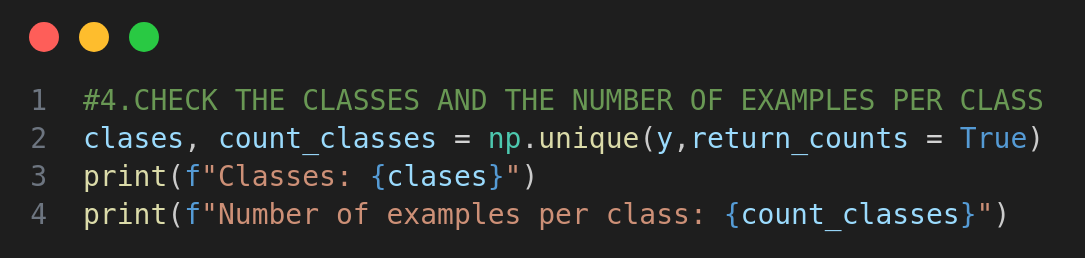 1 #4.CHECK THE CLASSES AND THE NUMBER OF EXAMPLES PER CLASS
2 clases, count_classes = np.unique(y,return_counts = True)
3 print(f"Classes: {clases}")
4 print(f"Number of examples per class: {count_classes}")